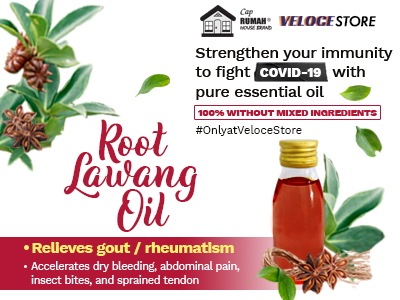 Cap
RUMAH®
HOUSE BRAND
VELOCE STORE
Strengthen your immunity
to fight COVID-19 with
pure essential oil
100% WITHOUT MIXED INGREDIENTS
#OnlyatVeloceStore
Root
Lawang
Oil
• Relieves gout / rheumatism
• Accelerates dry bleeding, abdominal pain,
insect bites, and sprained tendon